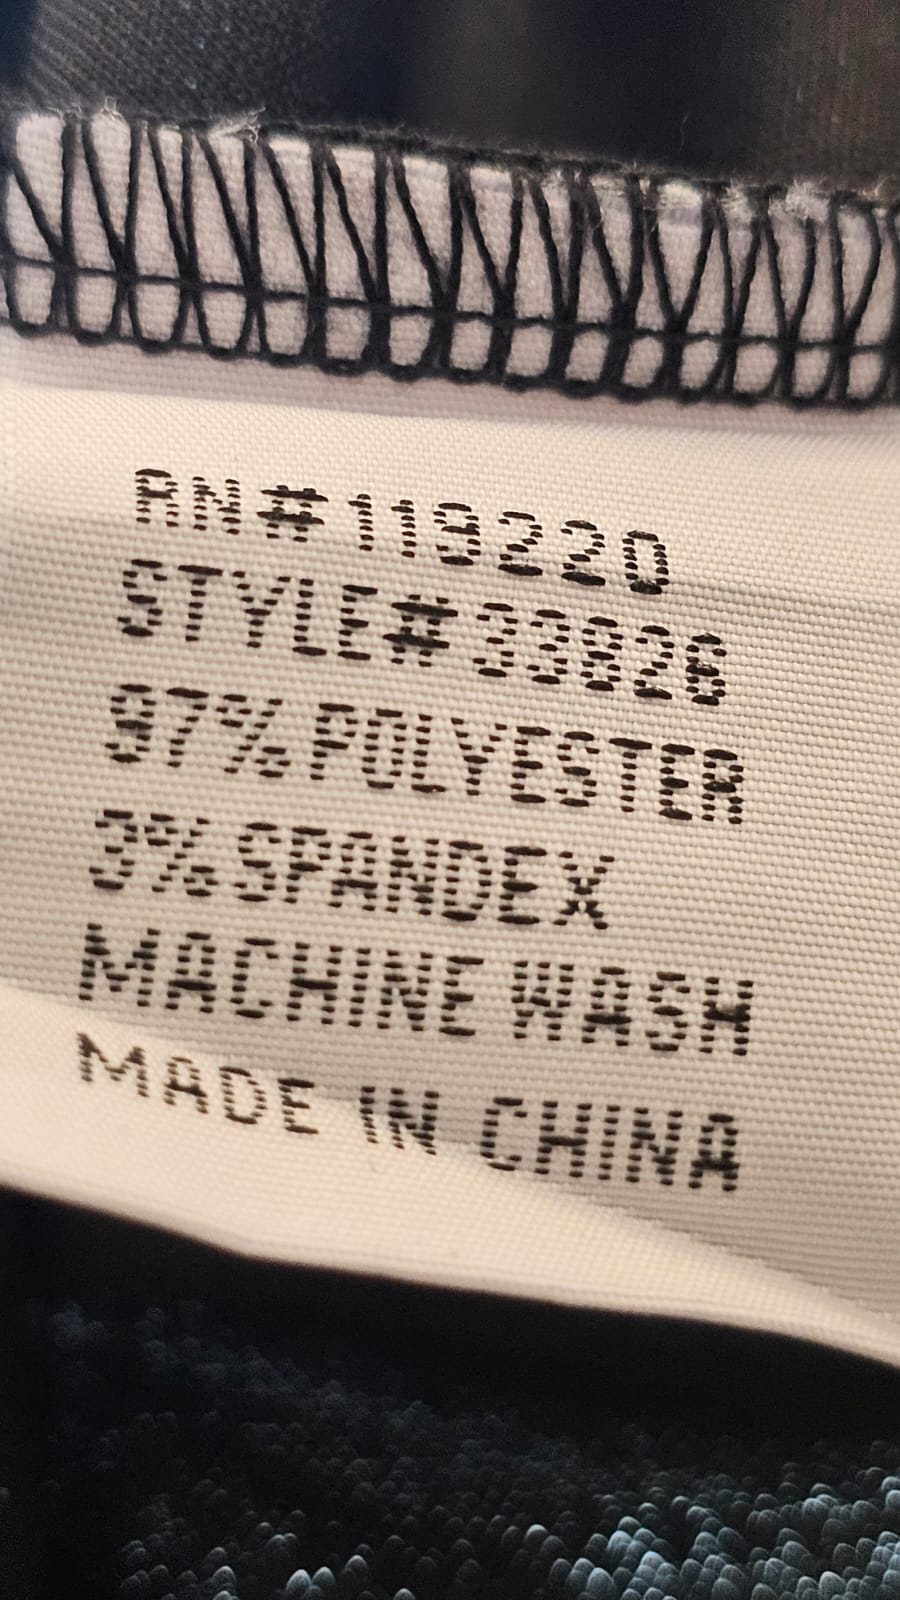 RN#119220
STYLE#33826
97%POLYESTER
3%SPANDEX
MACHINE WASH
MADE IN CHINA